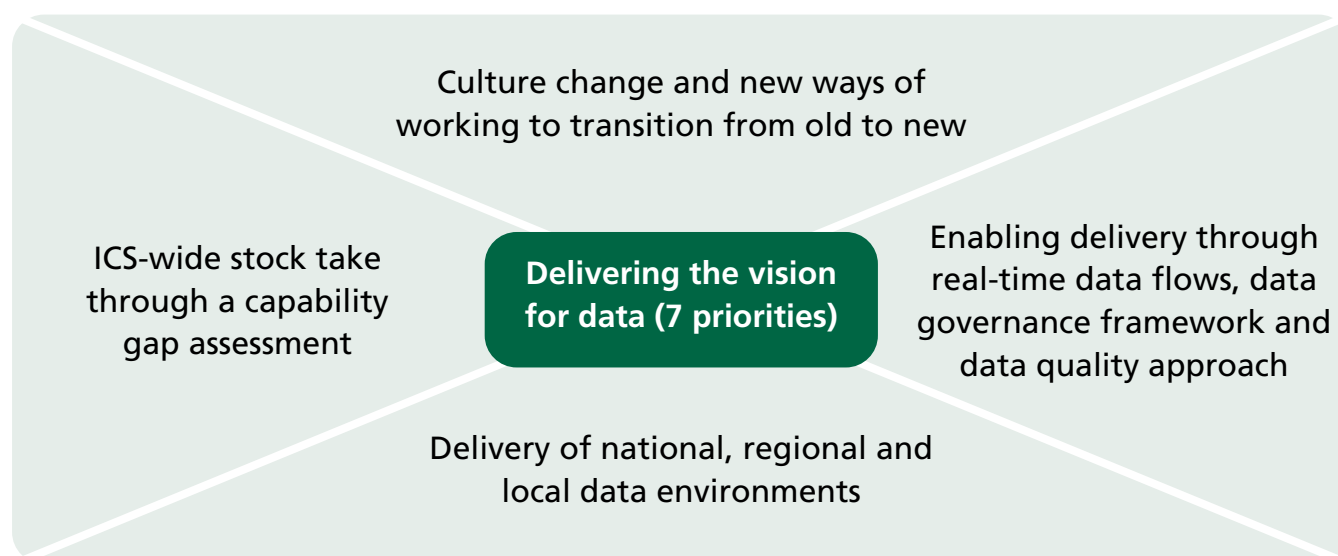 Culture change and new ways of
working to transition from old to new
ICS-wide stock take
through a capability
gap assessment
Delivering the vision
for data (7 priorities)
Enabling delivery through
real-time data flows, data
governance framework and
data quality approach
Delivery of national, regional and
local data environments